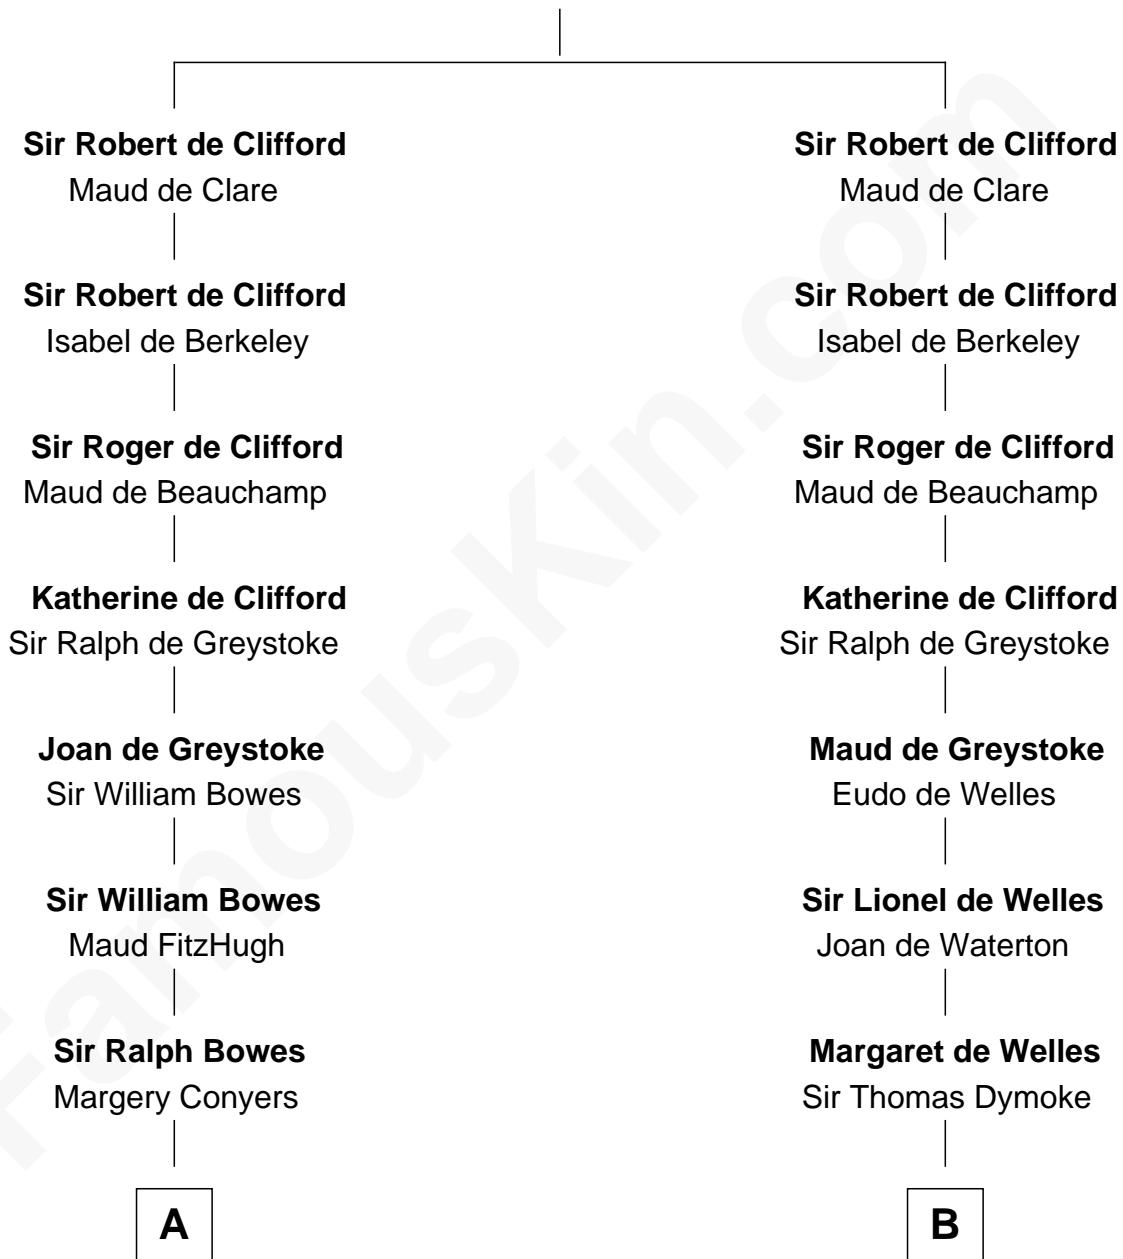 Sir Robert de Clifford
Maud de Clare
Sir Robert de Clifford
Isabel de Berkeley
Sir Roger de Clifford
Maud de Beauchamp
Katherine de Clifford
Sir Ralph de Greystoke
Joan de Greystoke
Sir William Bowes
Sir William Bowes
Maud FitzHugh
Sir Ralph Bowes
Margery Conyers
A
Sir Robert de Clifford
Maud de Clare
Sir Robert de Clifford
Isabel de Berkeley
Sir Roger de Clifford
Maud de Beauchamp
Katherine de Clifford
Sir Ralph de Greystoke
Maud de Greystoke
Eudo de Welles
Sir Lionel de Welles
Joan de Waterton
Margaret de Welles
Sir Thomas Dymoke
B
FamousKin.com